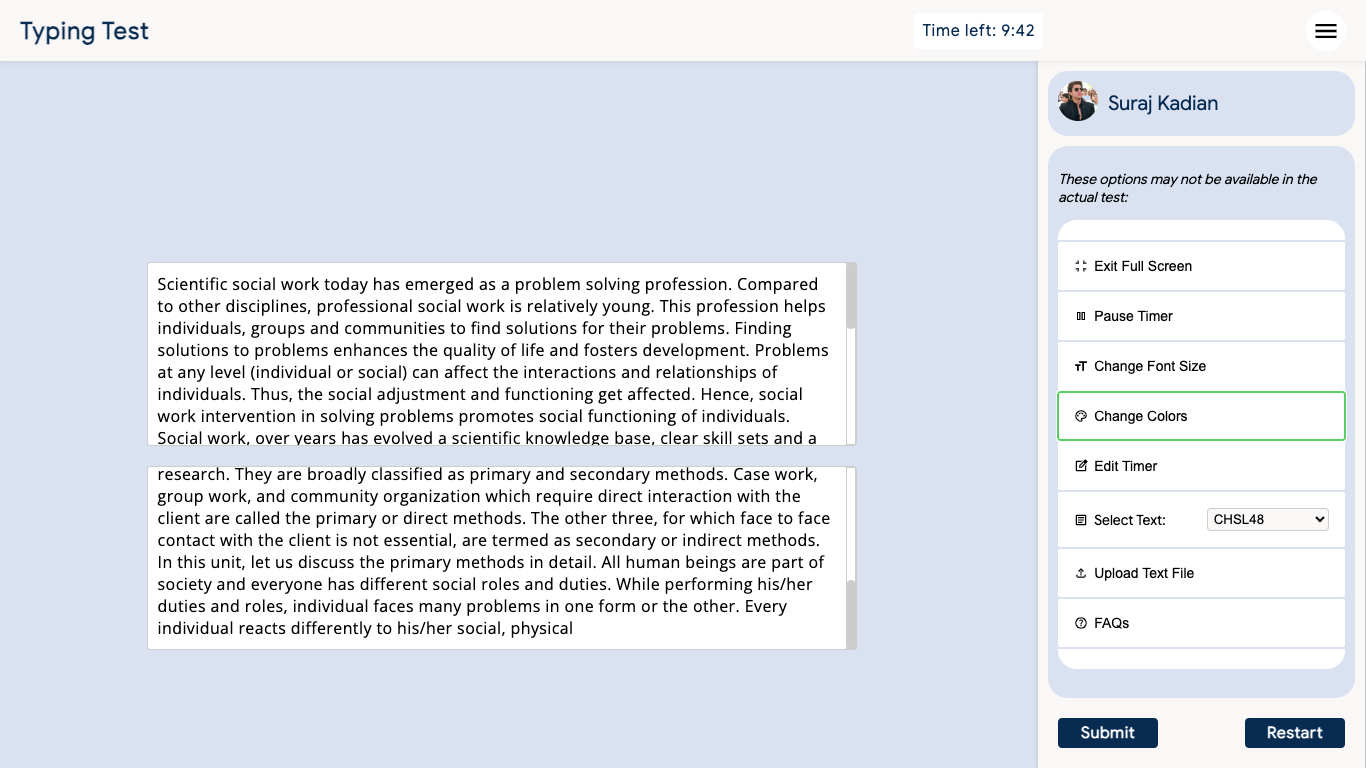 Typing Test
Time left: 9:42
Suraj Kadian
These options may not be available in the
actual test:
Exit Full Screen
Pause Timer
Change Font Size
Change Colors
Edit Timer
Select Text: CHSL48
Upload Text File
FAQs
Submit
Restart
Scientific social work today has emerged as a problem solving profession. Compared
to other disciplines, professional social work is relatively young. This profession helps
individuals, groups and communities to find solutions for their problems. Finding
solutions to problems enhances the quality of life and fosters development. Problems
at any level (individual or social) can affect the interactions and relationships of
individuals. Thus, the social adjustment and functioning get affected. Hence, social
work intervention in solving problems promotes social functioning of individuals.
Social work, over years has evolved a scientific knowledge base, clear skill sets and a
research. They are broadly classified as primary and secondary methods. Case work,
group work, and community organization which require direct interaction with the
client are called the primary or direct methods. The other three, for which face to face
contact with the client is not essential, are termed as secondary or indirect methods.
In this unit, let us discuss the primary methods in detail. All human beings are part of
society and everyone has different social roles and duties. While performing his/her
duties and roles, individual faces many problems in one form or the other. Every
individual reacts differently to his/her social, physical